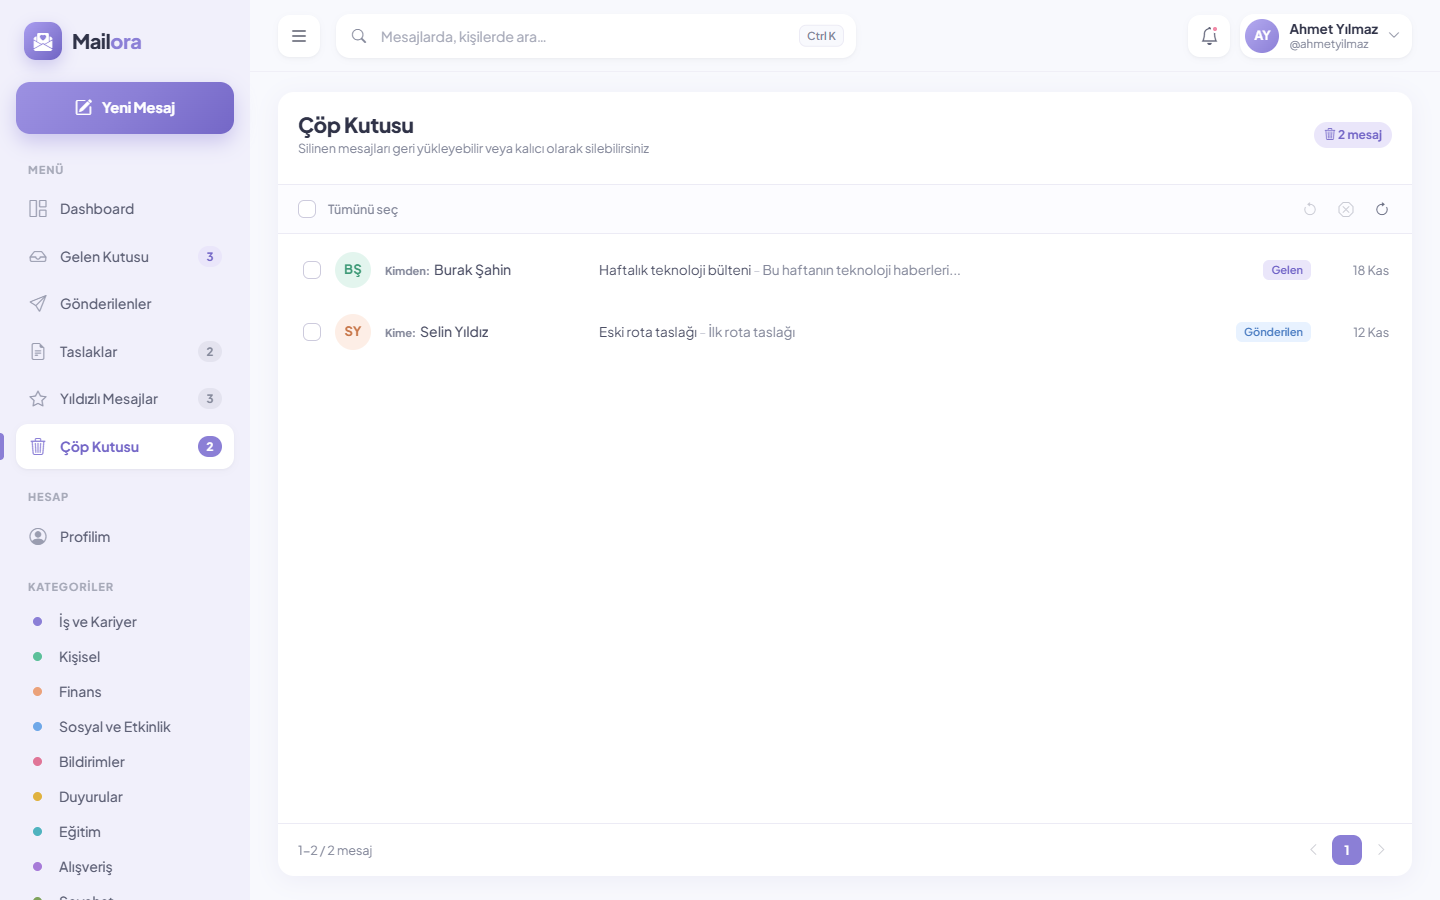 Mailora
Yeni Mesaj
MENÜ
Dashboard
Gelen Kutusu 3
Gönderilenler
Taslaklar 2
Yıldızlı Mesajlar 3
Çöp Kutusu 2
HESAP
Profilim
KATEGORİLER
İş ve Kariyer
Kişisel
Finans
Sosyal ve Etkinlik
Bildirimler
Duyurular
Eğitim
Alışveriş
Mesajlarda, kişilerde ara... Ctrl K
AY Ahmet Yılmaz
@ahmetyilmaz
Çöp Kutusu
Silinen mesajları geri yükleyebilir veya kalıcı olarak silebilirsiniz
2 mesaj
Tümünü seç
BŞ Kimden: Burak Şahin Haftalık teknoloji bülteni - Bu haftanın teknoloji haberleri... Gelen 18 Kas
SY Kime: Selin Yıldız Eski rota taslağı - İlk rota taslağı Gönderilen 12 Kas
1-2 / 2 mesaj 1